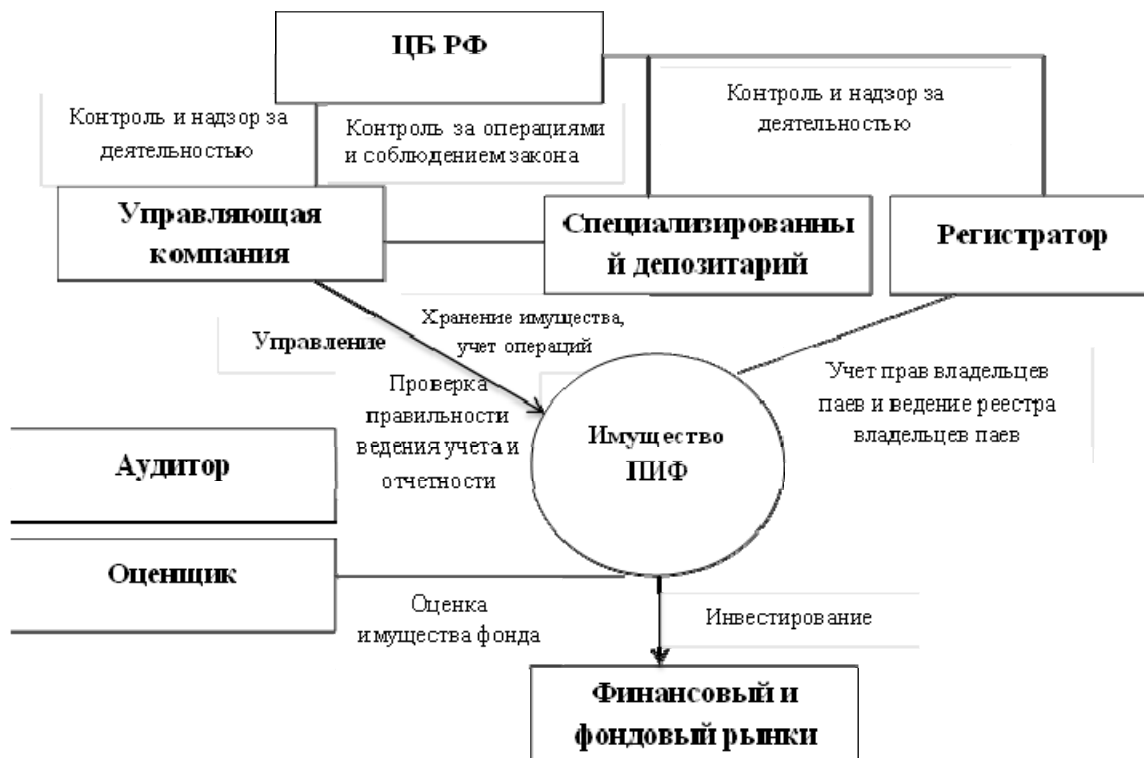 ЦБ РФ
Контроль и надзор за
деятельностью
Контроль за операциями
и соблюдением закона
Контроль и надзор за
деятельностью
Управляющая
компания
Специализированны
й депозитарий
Регистратор
Управление
Хранение имущества,
учет операций
Проверка
правильности
ведения учета и
отчетности
Имущество
ПИФ
Учет прав владельцев
паев и ведение реестра
владельцев паев
Аудитор
Оценщик
Оценка
имущества фонда
Инвестирование
Финансовый и
фондовый рынки